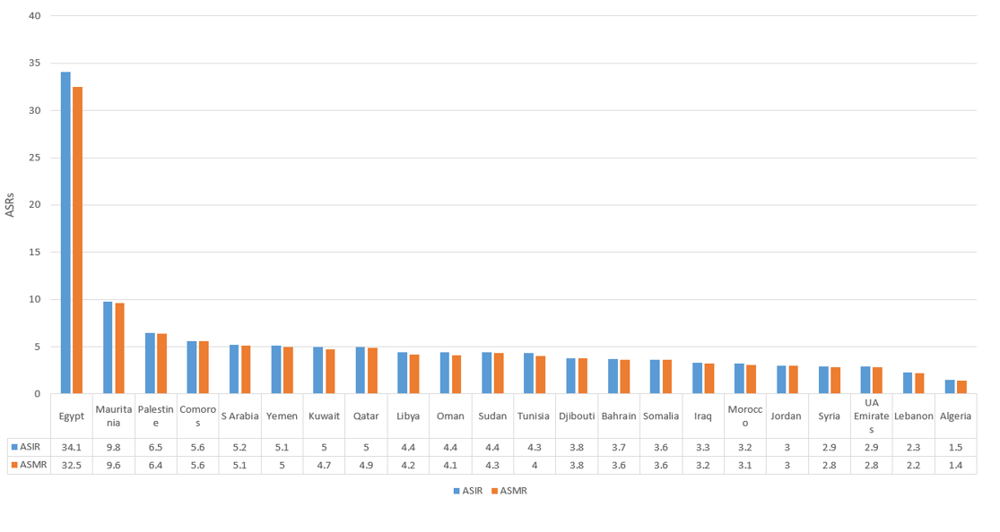 40
35
30
25
20
15
10
5
0
ASRs
Egypt Maurita nia Palestin e Comoro s S Arabia Yemen Kuwait Qatar Libya Oman Sudan Tunisia Djibouti Bahrain Somalia Iraq Morocc o Jordan Syria UA Emirate s Lebanon Algeria
ASIR 34.1 9.8 6.5 5.6 5.2 5.1 5 5 4.4 4.4 4.4 4.3 3.8 3.7 3.6 3.3 3.2 3 2.9 2.9 2.3 1.5
ASMR 32.5 9.6 6.4 5.6 5.1 5 4.7 4.9 4.2 4.1 4.3 4 3.8 3.6 3.6 3.2 3.1 3 2.8 2.8 2.2 1.4
ASIR ASMR